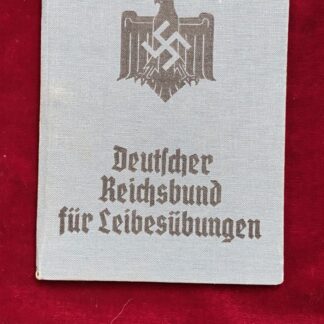 Deutscher
Reichsbund
für Leibesübungen